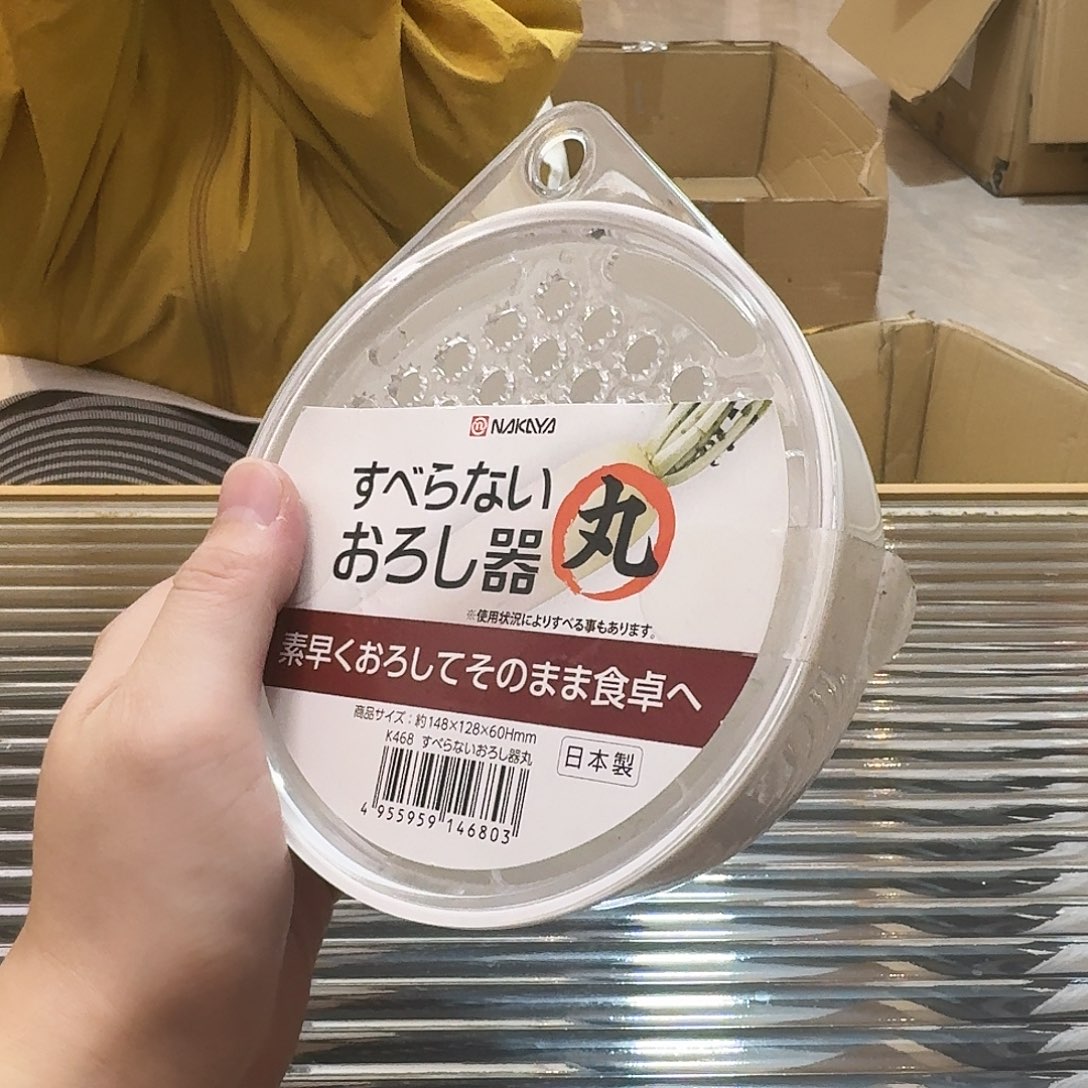 NAKAYA
すべらない
おろし器
丸
※使用状況によりすべる事もあります。
素早くおろしてそのまま食卓へ
商品サイズ：約148×128×60Hmm
K468 すべらないおろし器丸
日本製
4 955959 146803